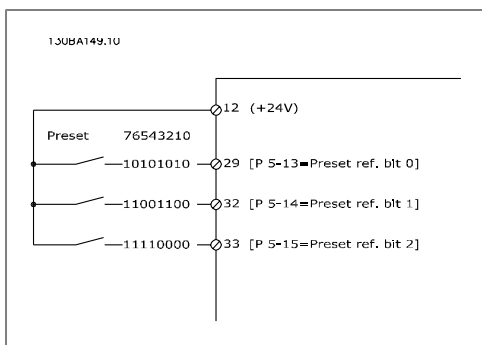 130BA149.10
12 (+24V)
Preset 76543210
10101010 29 [P 5-13=Preset ref. bit 0]
11001100 32 [P 5-14=Preset ref. bit 1]
11110000 33 [P 5-15=Preset ref. bit 2]